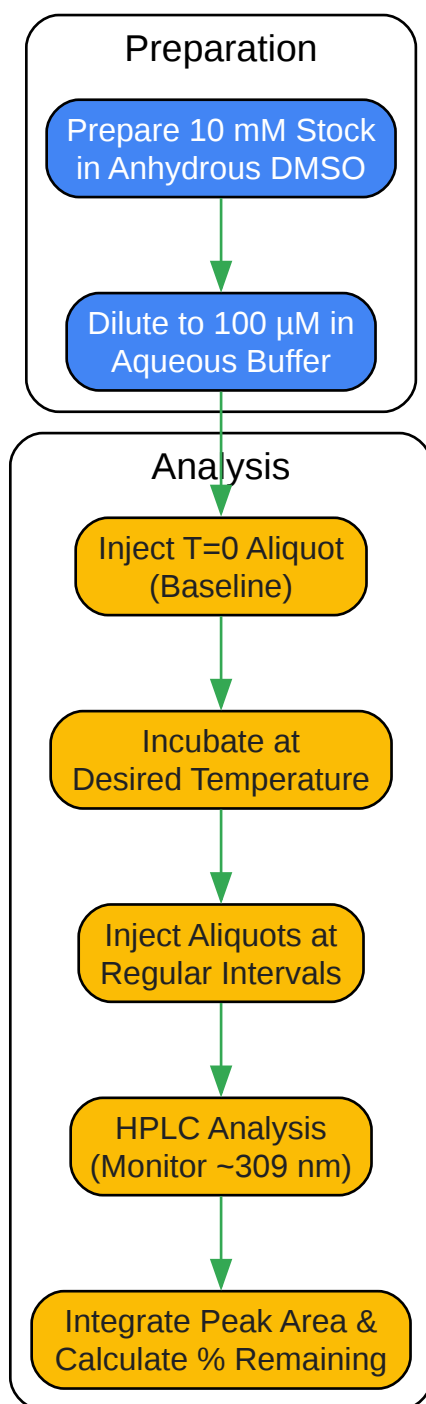 Preparation
Prepare 10 mM Stock
in Anhydrous DMSO
Dilute to 100 µM in
Aqueous Buffer
Analysis
Inject T=0 Aliquot
(Baseline)
Incubate at
Desired Temperature
Inject Aliquots at
Regular Intervals
HPLC Analysis
(Monitor ~309 nm)
Integrate Peak Area &
Calculate % Remaining